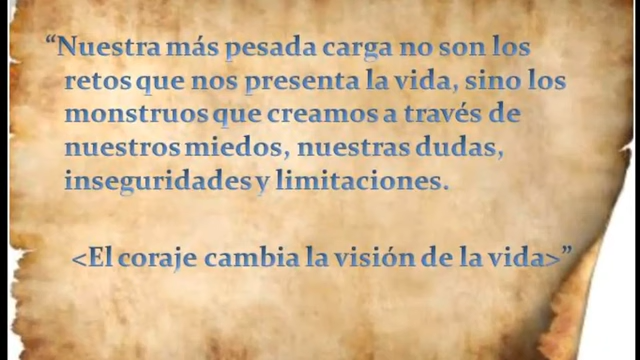 “Nuestra más pesada carga no son los
retos que nos presenta la vida, sino los
monstruos que creamos a través de
nuestros miedos, nuestras dudas,
inseguridades y limitaciones.
<El coraje cambia la visión de la vida>”